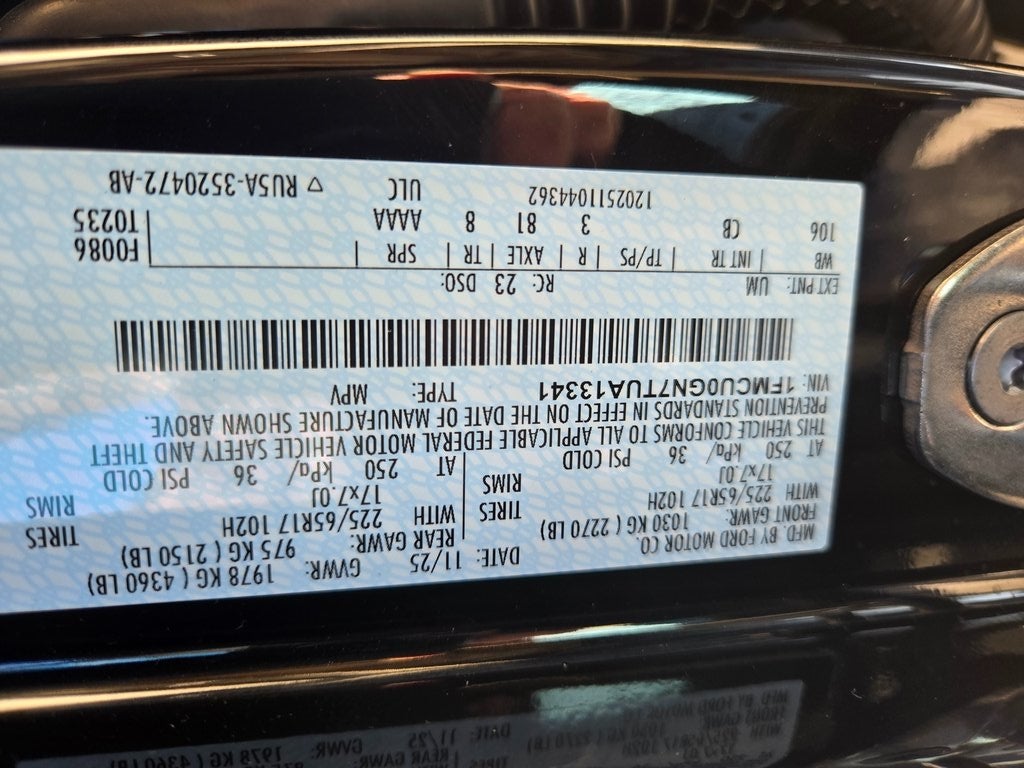 MFD. BY FORD MOTOR CO.
DATE: 11/25 GVWR: 1978 KG ( 4360 LB)
FRONT GAWR: 1030 KG ( 2270 LB) REAR GAWR: 975 KG ( 2150 LB)
WITH 225/65R17 102H TIRES WITH 225/65R17 102H TIRES
17x7.0J RIMS 17x7.0J RIMS
AT 250 kPa/ 36 PSI COLD AT 250 kPa/ 36 PSI COLD
THIS VEHICLE CONFORMS TO ALL APPLICABLE FEDERAL MOTOR VEHICLE SAFETY AND THEFT
PREVENTION STANDARDS IN EFFECT ON THE DATE OF MANUFACTURE SHOWN ABOVE.
VIN: 1FMCU0GN7TUA13341 TYPE: MPV
EXT PNT: UM RC: 23 DSO:
WB INT TR TP/PS R AXLE TR SPR F0086
106 CB 3 81 8 AAAA T0235
1202511044362 ULC ▽ RU5A-3520472-AB